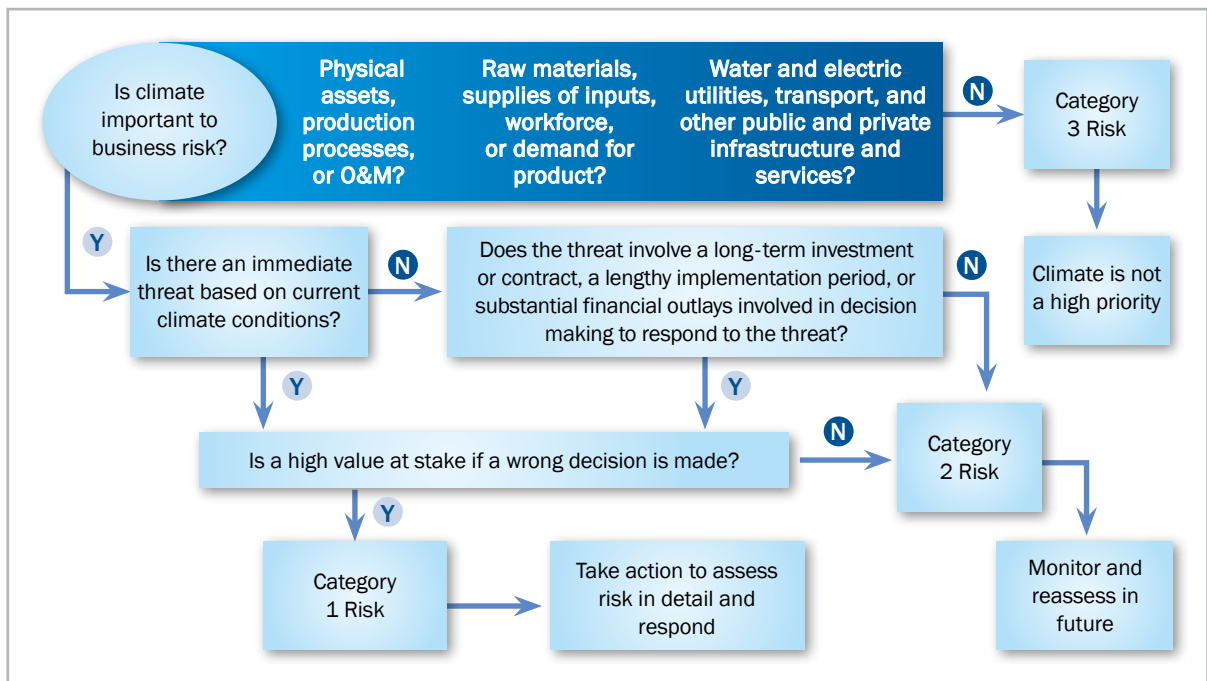 Is climate
important to
business risk?
Physical
assets,
production
processes,
or O&M?
Raw materials,
supplies of inputs,
workforce,
or demand for
product?
Water and electric
utilities, transport, and
other public and private
infrastructure and
services?
N
Category
3 Risk
Y
Is there an immediate
threat based on current
climate conditions?
N
Does the threat involve a long-term investment
or contract, a lengthy implementation period, or
substantial financial outlays involved in decision
making to respond to the threat?
N
Climate is not
a high priority
Y
Y
Is a high value at stake if a wrong decision is made?
N
Category
2 Risk
Y
Category
1 Risk
Take action to assess
risk in detail and
respond
Monitor and
reassess in
future